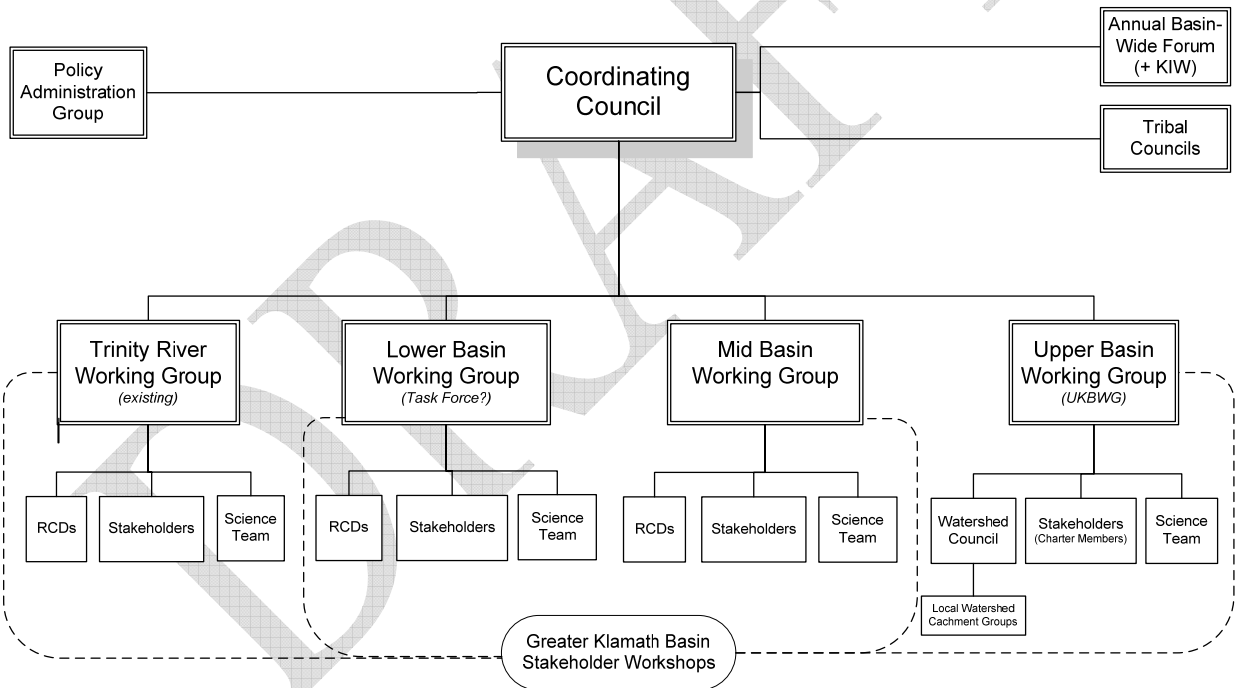 DRAFT
Policy
Administration
Group
Coordinating
Council
Annual Basin-
Wide Forum
(+ KIW)
Tribal
Councils
Trinity River
Working Group
(existing)
Lower Basin
Working Group
(Task Force?)
Mid Basin
Working Group
Upper Basin
Working Group
(UKBWG)
RCDs
Stakeholders
Science
Team
RCDs
Stakeholders
Science
Team
RCDs
Stakeholders
Science
Team
Watershed
Council
Stakeholders
(Charter Members)
Science
Team
Local Watershed
Cachment Groups
Greater Klamath Basin
Stakeholder Workshops